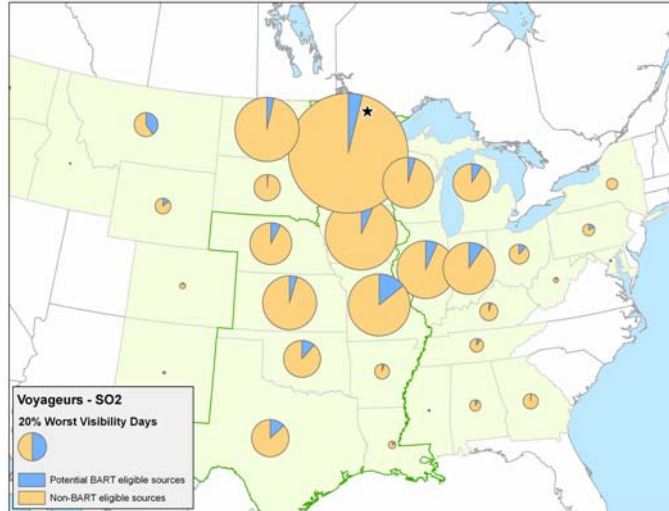 Voyageurs - SO2
20% Worst Visibility Days
Potential BART eligible sources
Non-BART eligible sources